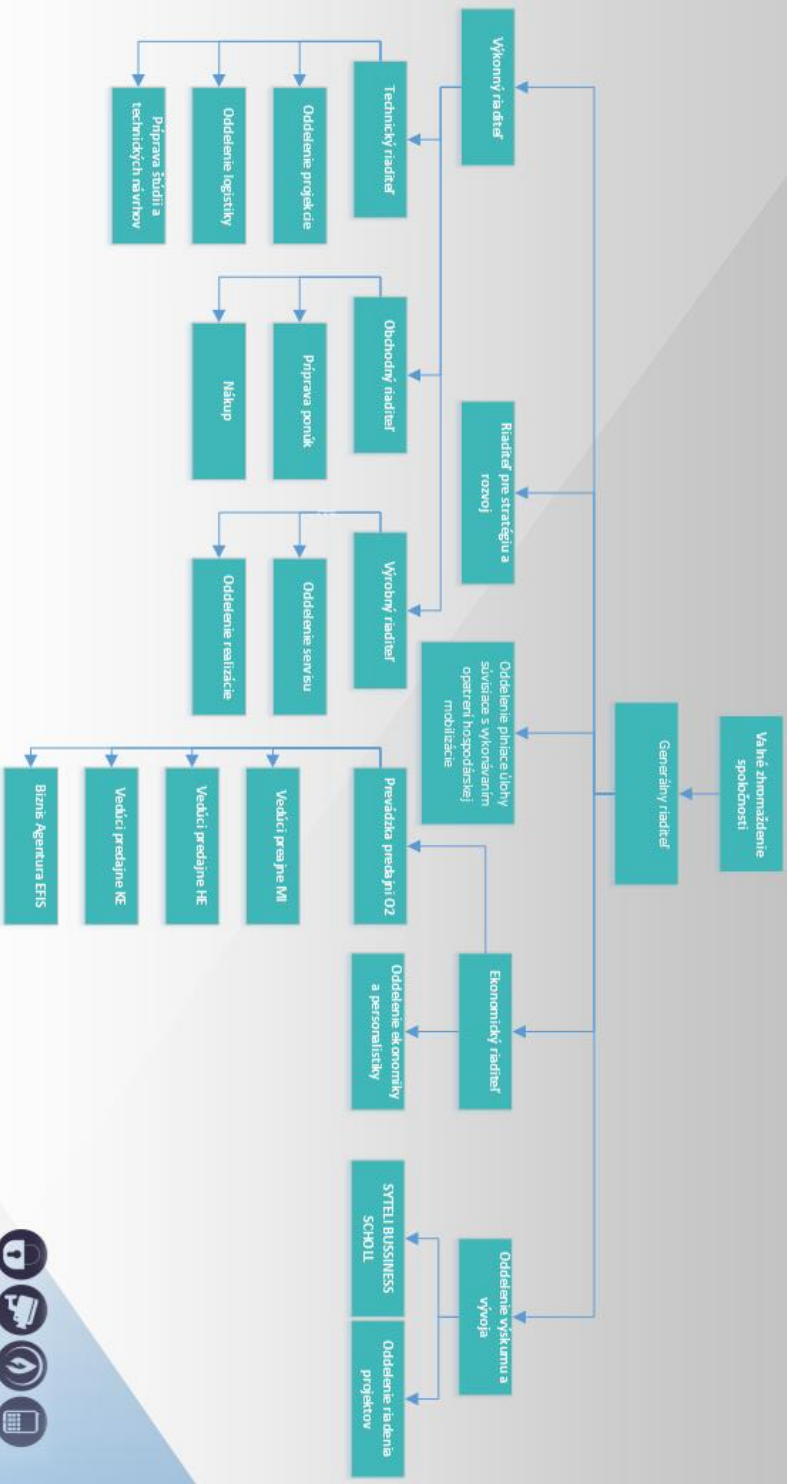 Valné zhromaždenie
spoločnosti
Generálny riaditeľ
Výkonný riaditeľ
Riaditeľ pre stratégiu a
rozvoj
Oddelenie plniace úlohy
súvisiace s vykonávaním
opatrení hospodárskej
mobilizácie
Ekonomický riaditeľ
Oddelenie výskumu a
vývoja
Technický riaditeľ
Obchodný riaditeľ
Výrobný riaditeľ
Prevádzka predajní O2
Oddelenie ekonomiky
a personalistiky
SYTELI BUSSINESS
SCHOLL
Oddelenie riadenia
projektov
Oddelenie projekcie
Príprava ponúk
Oddelenie servisu
Vedúci preajne MI
Oddelenie logistiky
Nákup
Oddelenie realizácie
Vedúci predajne HE
Príprava štúdií a
technických návrhov
Vedúci predajne KE
Biznis Agentura EFIS